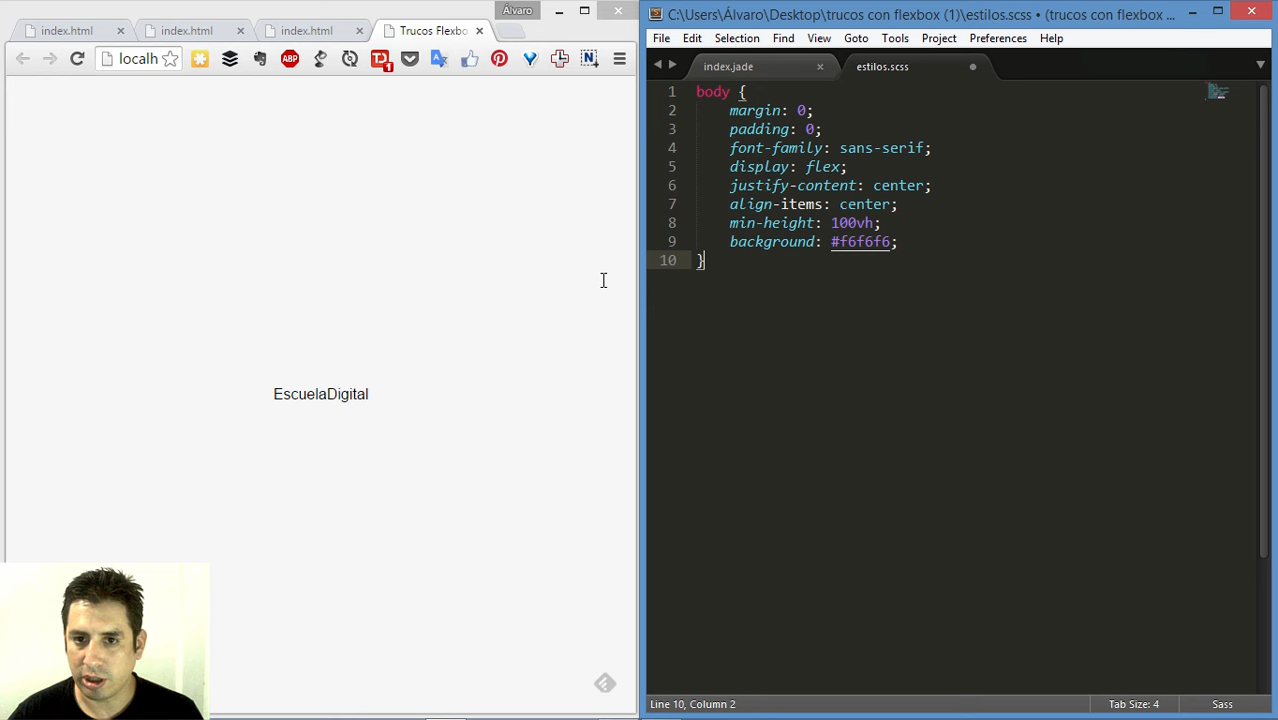 Alvaro
index.html
index.html
index.html
Trucos Flexbo
localh
ABP
1
N
EscuelaDigital
C:\Users\Álvaro\Desktop\trucos con flexbox (1)\estilos.scss • (trucos con flexbox ...
File Edit Selection Find View Goto Tools Project Preferences Help
index.jade
estilos.scss
1 body {
2 margin: 0;
3 padding: 0;
4 font-family: sans-serif;
5 display: flex;
6 justify-content: center;
7 align-items: center;
8 min-height: 100vh;
9 background: #f6f6f6;
10 }
Line 10, Column 2
Tab Size: 4
Sass